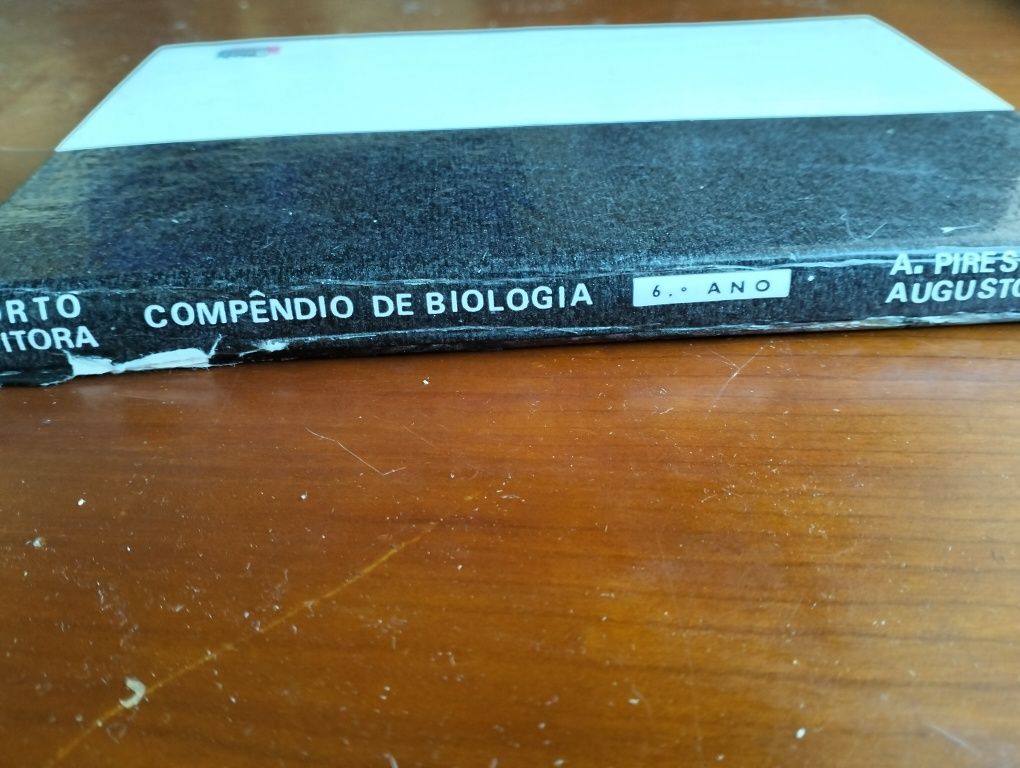 ORTO
ITORA
COMPÊNDIO DE BIOLOGIA
6.º ANO
A. PIRES
AUGUSTO